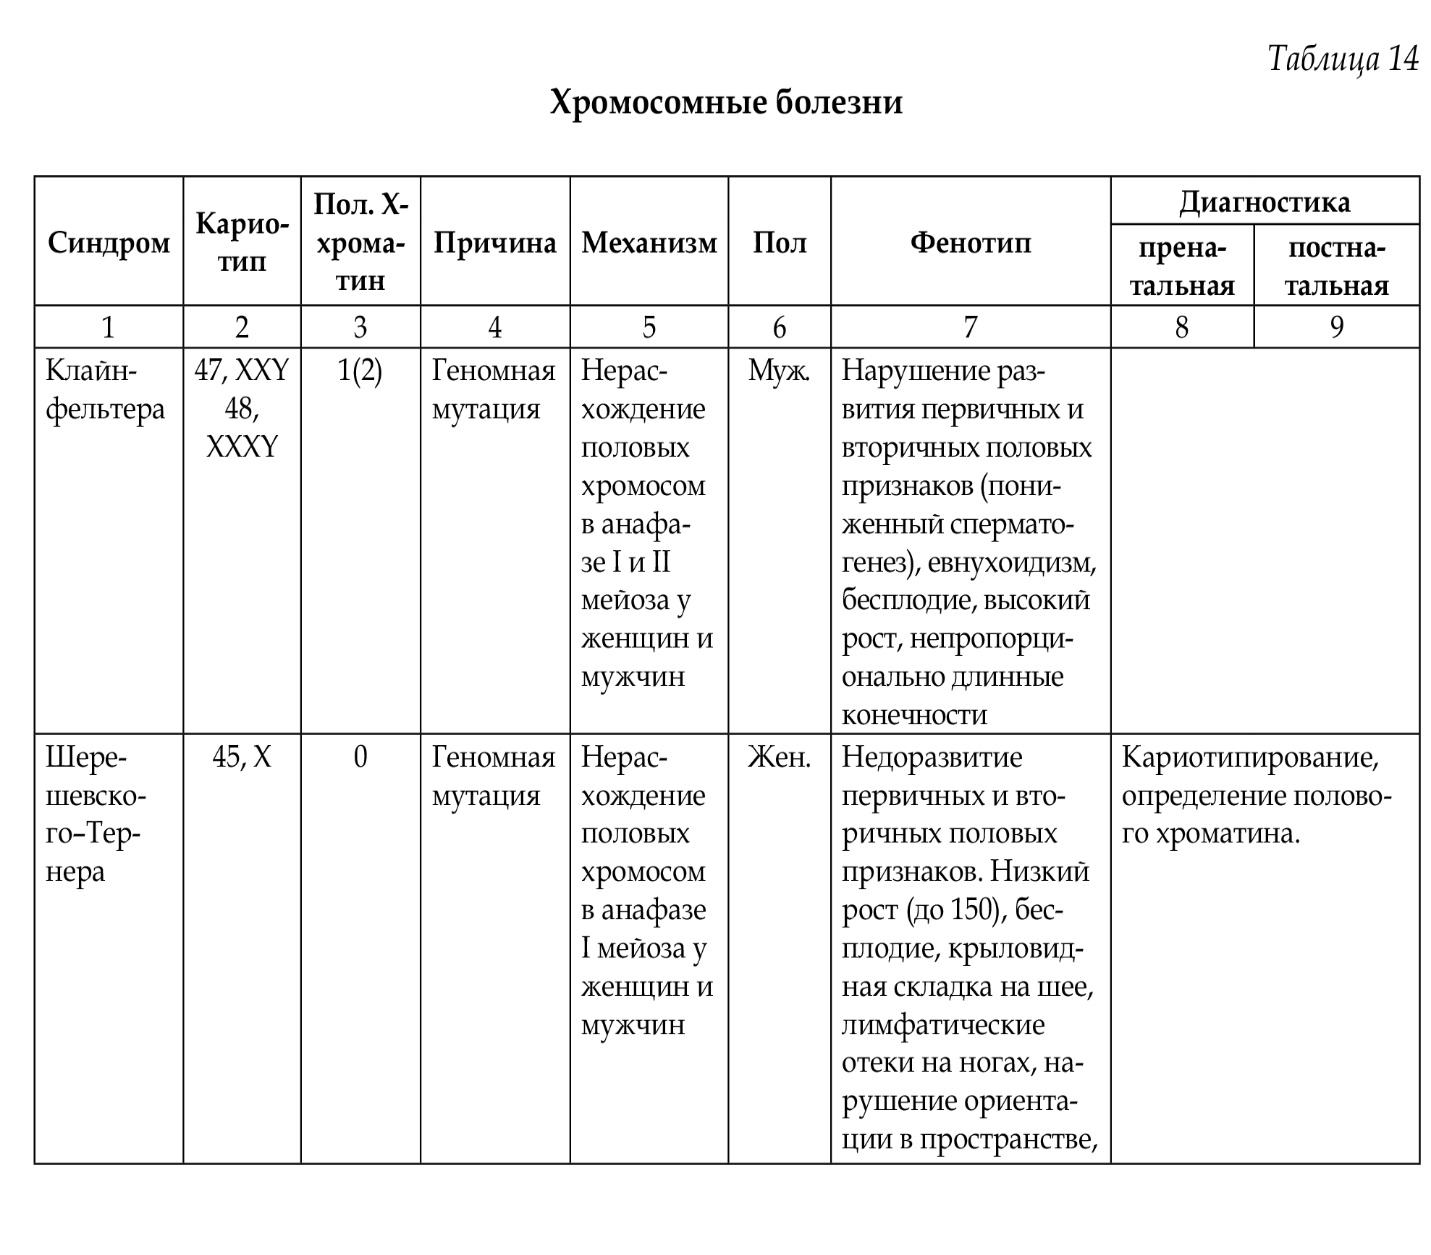 Таблица 14
Хромосомные болезни
Синдром
Карио-
тип
Пол. Х-
хрома-
тин
Причина
Механизм
Пол
Фенотип
Диагностика
прена-
тальная
постна-
тальная
1
2
3
4
5
6
7
8
9
Клайн-
фельтера
47, XXY
48,
XXXY
1(2)
Геномная
мутация
Нерас-
хождение
половых
хромосом
в анафа-
зе I и II
мейоза у
женщин и
мужчин
Муж.
Нарушение раз-
вития первичных и
вторичных половых
признаков (пони-
женный спермато-
генез), евнухоидизм,
бесплодие, высокий
рост, непропорци-
онально длинные
конечности
Шере-
шевско-
го–Тер-
нера
45, X
0
Геномная
мутация
Нерас-
хождение
половых
хромосом
в анафазе
I мейоза у
женщин и
мужчин
Жен.
Недоразвитие
первичных и вто-
ричных половых
признаков. Низкий
рост (до 150), бес-
плодие, крыловид-
ная складка на шее,
лимфатические
отеки на ногах, на-
рушение ориента-
ции в пространстве,
Кариотипирование,
определение полово-
го хроматина.